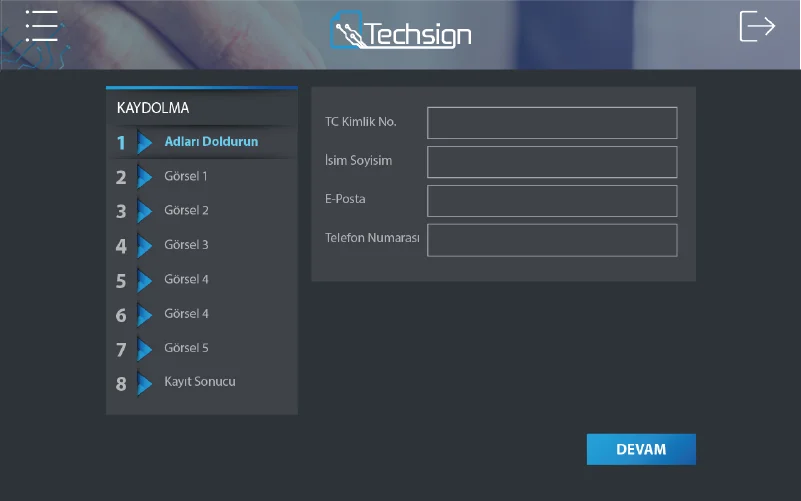 Techsign
KAYDOLMA
1 Adları Doldurun
2 Görsel 1
3 Görsel 2
4 Görsel 3
5 Görsel 4
6 Görsel 4
7 Görsel 5
8 Kayıt Sonucu
TC Kimlik No.
İsim Soyisim
E-Posta
Telefon Numarası
DEVAM